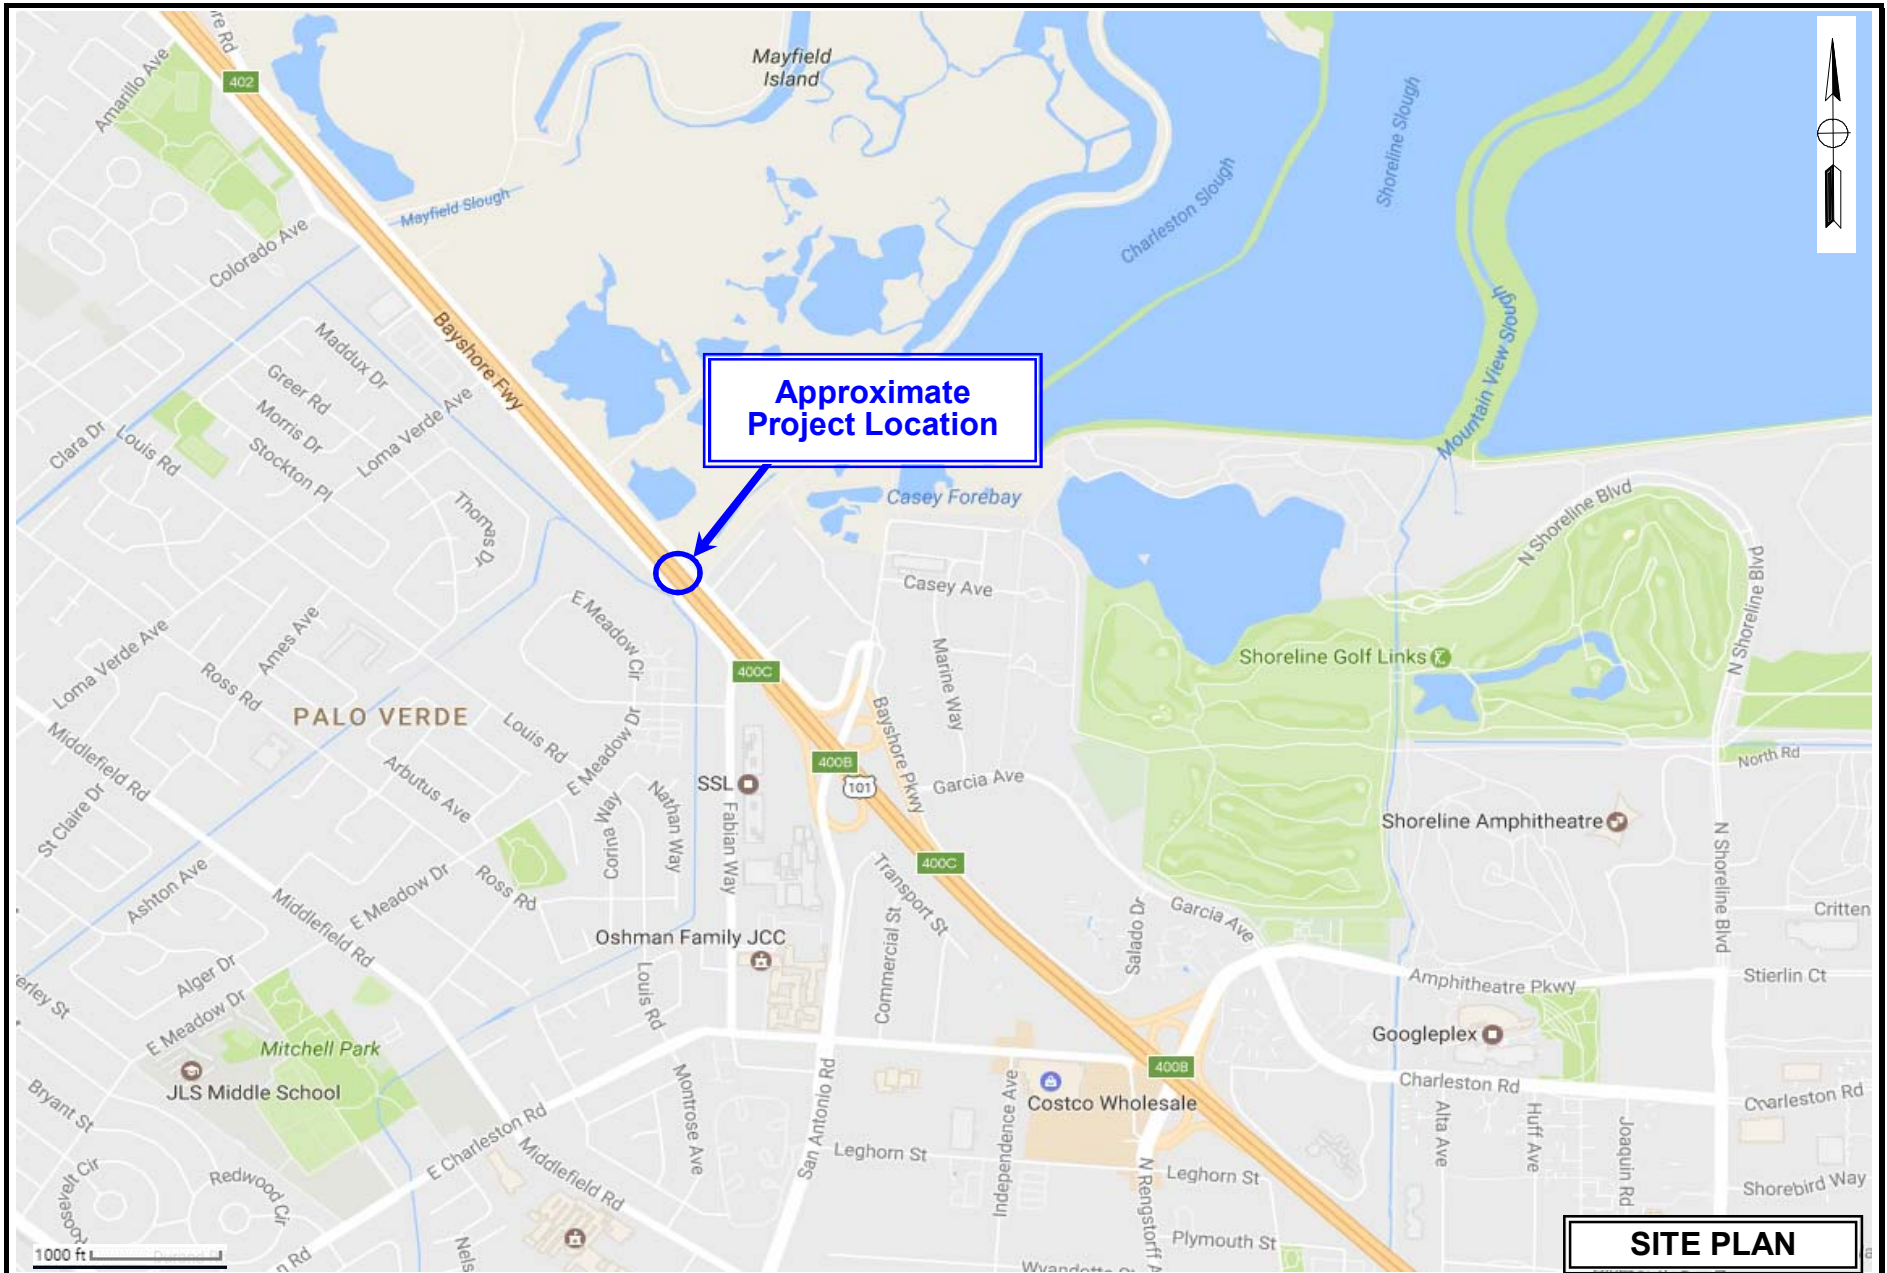 Amarillo Ave
402
Mayfield
Island
Shoreline Slough
Charleston Slough
Mayfield Slough
Colorado Ave
Mountain View Slough
Bayshore Fwy
Maddux Dr
Greer Rd
Morris Dr
Stockton Pl
Loma Verde Ave
Clara Dr
Louis Rd
Approximate
Project Location
Thomas Dr
Casey Forebay
N Shoreline Blvd
N Shoreline Blvd
Casey Ave
E Meadow Cir
Ames Ave
Loma Verde Ave
Ross Rd
Marine Way
Shoreline Golf Links
400C
PALO VERDE
Louis Rd
E Meadow Dr
Bayshore Pkwy
Middlefield Rd
Arbutus Ave
400B
101
North Rd
SSL
Garcia Ave
St Claire Dr
Corina Way
Nathan Way
Fabian Way
Shoreline Amphitheatre
N Shoreline Blvd
400C
Transport St
Ashton Ave
E Meadow Dr
Ross Rd
Middlefield Rd
Oshman Family JCC
Commercial St
Salado Dr
Garcia Ave
Critten
Alger Dr
Louis Rd
Amphitheatre Pkwy
Stierlin Ct
erley St
E Meadow Dr
Mitchell Park
Googleplex
JLS Middle School
400B
Charleston Rd
Charleston Rd
Costco Wholesale
Bryant St
Montrose Ave
San Antonio Rd
Independence Ave
Alta Ave
Huff Ave
Joaquin Rd
E Charleston Rd
Middlefield Rd
Leghorn St
Leghorn St
N Rengstorff A
Redwood Cir
Roosevelt Cir
Shorebird Way
Plymouth St
SITE PLAN
1000 ft
n Rd
Nels